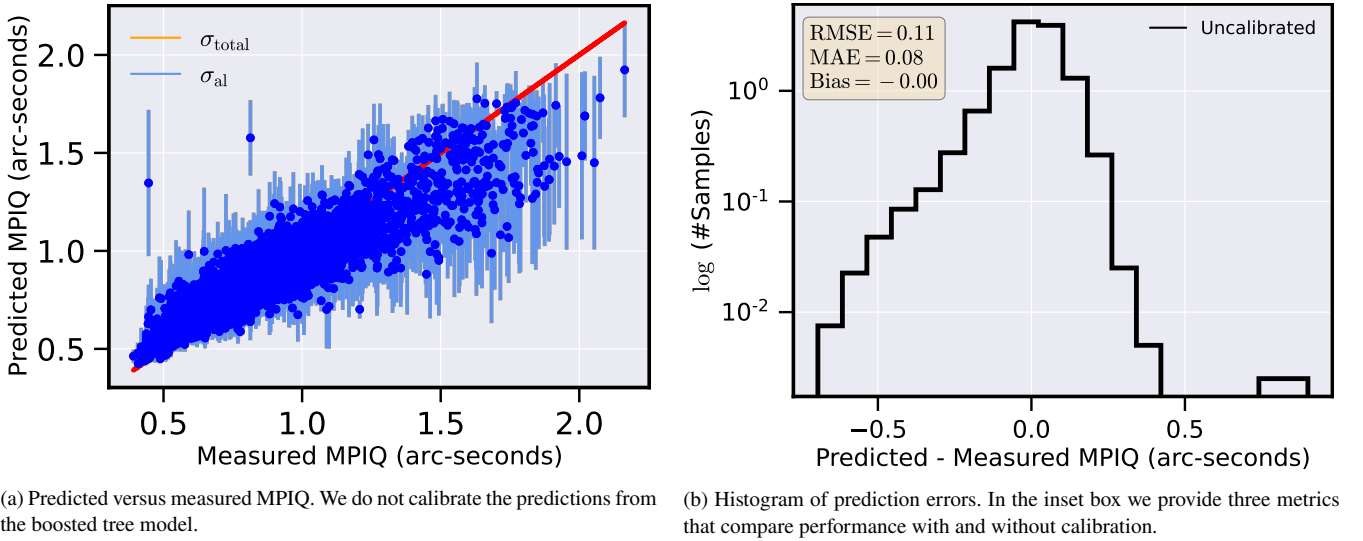 Predicted MPIQ (arc-seconds)
2.0
1.5
1.0
0.5
σtotal
σal
0.5 1.0 1.5 2.0
Measured MPIQ (arc-seconds)
(a) Predicted versus measured MPIQ. We do not calibrate the predictions from
the boosted tree model.
log (#Samples)
10⁰
10⁻¹
10⁻²
RMSE = 0.11
MAE = 0.08
Bias = −0.00
Uncalibrated
−0.5 0.0 0.5
Predicted - Measured MPIQ (arc-seconds)
(b) Histogram of prediction errors. In the inset box we provide three metrics
that compare performance with and without calibration.